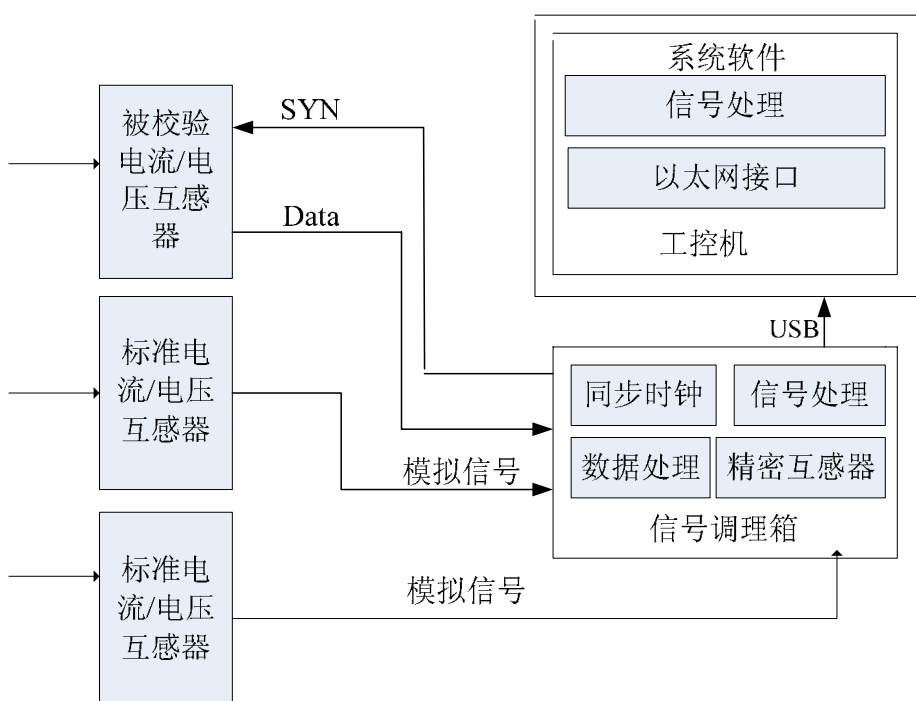 被校验
电流/电
压互感
器
SYN
Data
系统软件
信号处理
以太网接口
工控机
USB
标准电
流/电压
互感器
模拟信号
同步时钟
信号处理
数据处理
精密互感器
信号调理箱
标准电
流/电压
互感器
模拟信号